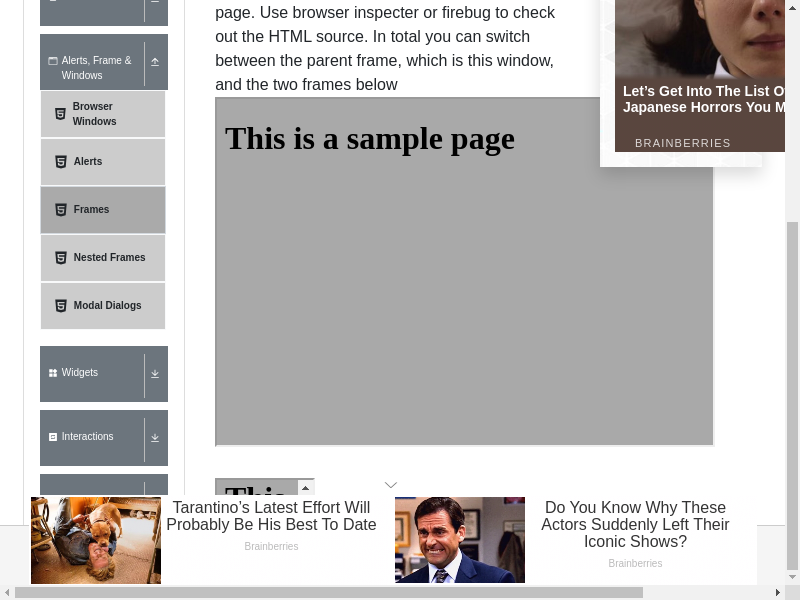 page. Use browser inspector or firebug to check
out the HTML source. In total you can switch
between the parent frame, which is this window,
and the two frames below
Alerts, Frame &
Windows
Browser
Windows
Alerts
Frames
Nested Frames
Modal Dialogs
Widgets
Interactions
This is a sample page
This
Let's Get Into The List O
Japanese Horrors You M
BRAINBERRIES
Tarantino's Latest Effort Will
Probably Be His Best To Date
Brainberries
Do You Know Why These
Actors Suddenly Left Their
Iconic Shows?
Brainberries